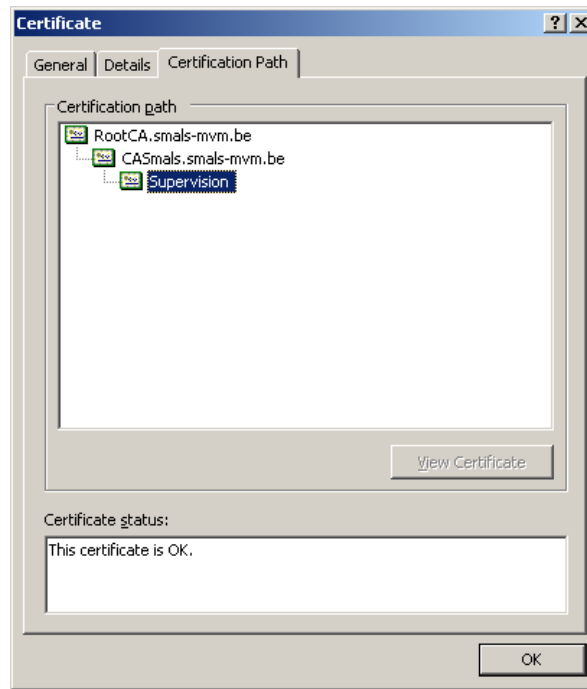 Certificate
General
Details
Certification Path
Certification path
RootCA.smals-mvm.be
CASmals.smals-mvm.be
Supervision
View Certificate
Certificate status:
This certificate is OK.
OK